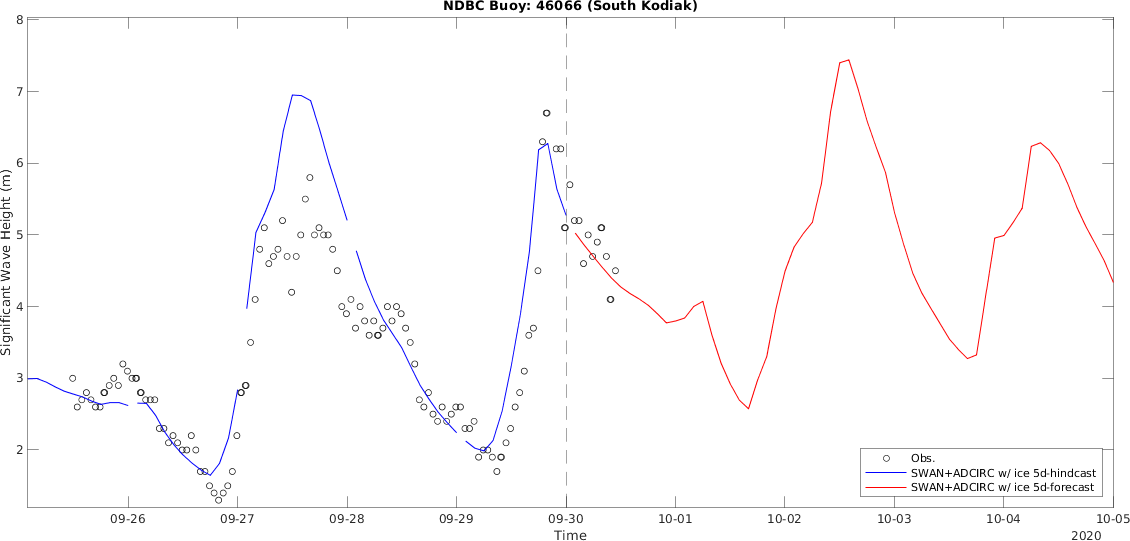 NDBC Buoy: 46066 (South Kodiak)
8
7
6
5
4
3
2
Significant Wave Height (m)
09-26 09-27 09-28 09-29 09-30 10-01 10-02 10-03 10-04 10-05
Time
2020
Obs.
SWAN+ADCIRC w/ ice 5d-hindcast
SWAN+ADCIRC w/ ice 5d-forecast